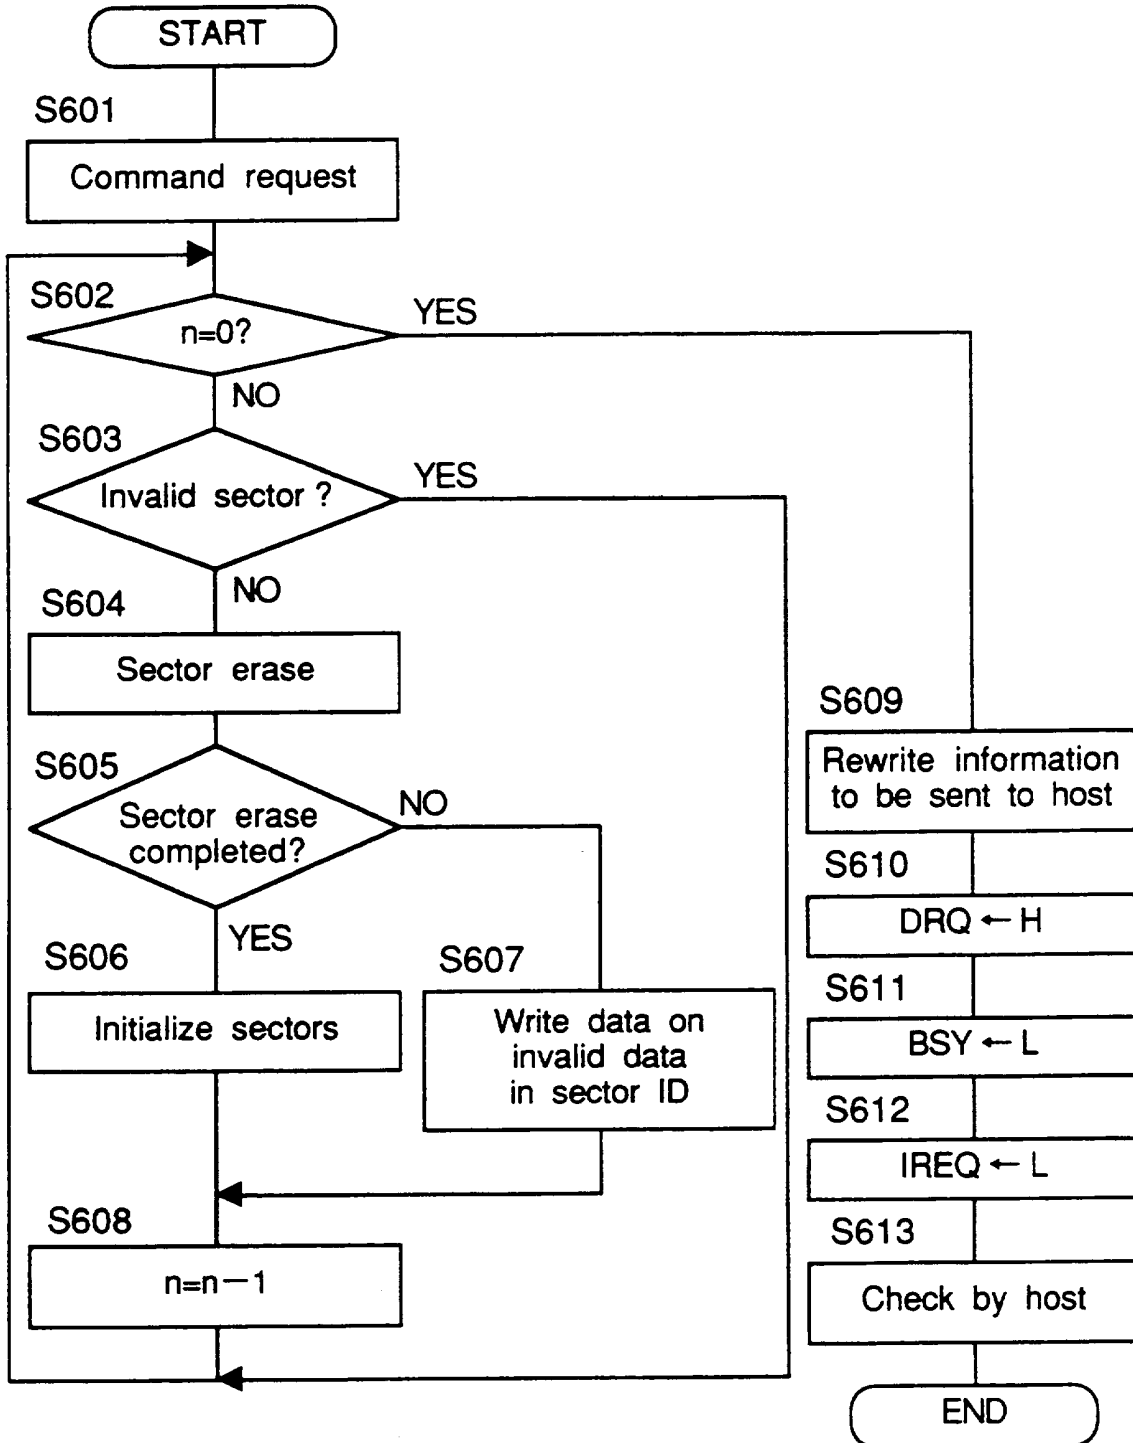 START
S601
Command request
S602
n=0?
YES
NO
S603
Invalid sector ?
YES
NO
S604
Sector erase
S605
Sector erase
completed?
NO
YES
S606
Initialize sectors
S607
Write data on
invalid data
in sector ID
S608
n=n−1
S609
Rewrite information
to be sent to host
S610
DRQ ← H
S611
BSY ← L
S612
IREQ ← L
S613
Check by host
END